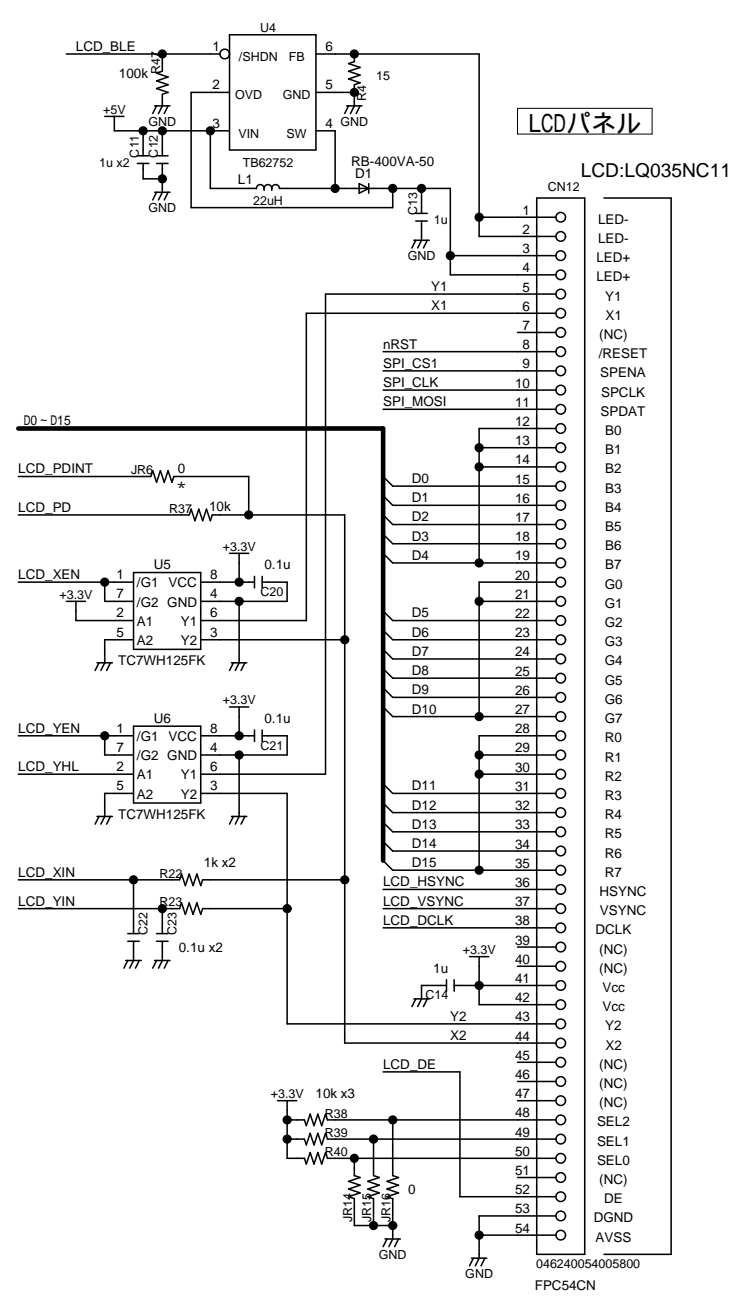 U4
LCD_BLE
1
/SHDN
FB
6
R47
100k
GND
2
OVD
GND
5
R4
15
GND
+5V
3
VIN
SW
4
C11
C12
1u x2
GND
TB62752
L1
22uH
RB-400VA-50
D1
C13
1u
GND
LCDパネル
LCD:LQ035NC11
CN12
1 LED-
2 LED-
3 LED+
4 LED+
Y1 5 Y1
X1 6 X1
7 (NC)
nRST 8 /RESET
SPI_CS1 9 SPENA
SPI_CLK 10 SPCLK
SPI_MOSI 11 SPDAT
12 B0
13 B1
14 B2
D0 15 B3
D1 16 B4
D2 17 B5
D3 18 B6
D4 19 B7
20 G0
21 G1
D5 22 G2
D6 23 G3
D7 24 G4
D8 25 G5
D9 26 G6
D10 27 G7
28 R0
29 R1
30 R2
D11 31 R3
D12 32 R4
D13 33 R5
D14 34 R6
D15 35 R7
LCD_HSYNC 36 HSYNC
LCD_VSYNC 37 VSYNC
LCD_DCLK 38 DCLK
39 (NC)
40 (NC)
41 Vcc
42 Vcc
Y2 43 Y2
X2 44 X2
45 (NC)
46 (NC)
47 (NC)
48 SEL2
49 SEL1
50 SEL0
51 (NC)
52 DE
53 DGND
54 AVSS
046240054005800
FPC54CN
D0 ~ D15
LCD_PDINT
JR6
0
*
LCD_PD
R37
10k
LCD_XEN
+3.3V
U5
1 /G1 VCC 8
7 /G2 GND 4
2 A1 Y1 6
5 A2 Y2 3
TC7WH125FK
+3.3V
0.1u
C20
LCD_YEN
LCD_YHL
U6
1 /G1 VCC 8
7 /G2 GND 4
2 A1 Y1 6
5 A2 Y2 3
TC7WH125FK
+3.3V
0.1u
C21
LCD_XIN
R22
1k x2
LCD_YIN
R23
C22
C23
0.1u x2
+3.3V
1u
C14
LCD_DE
+3.3V
10k x3
R38
R39
R40
JR14
JR15
JR16
0
GND
GND